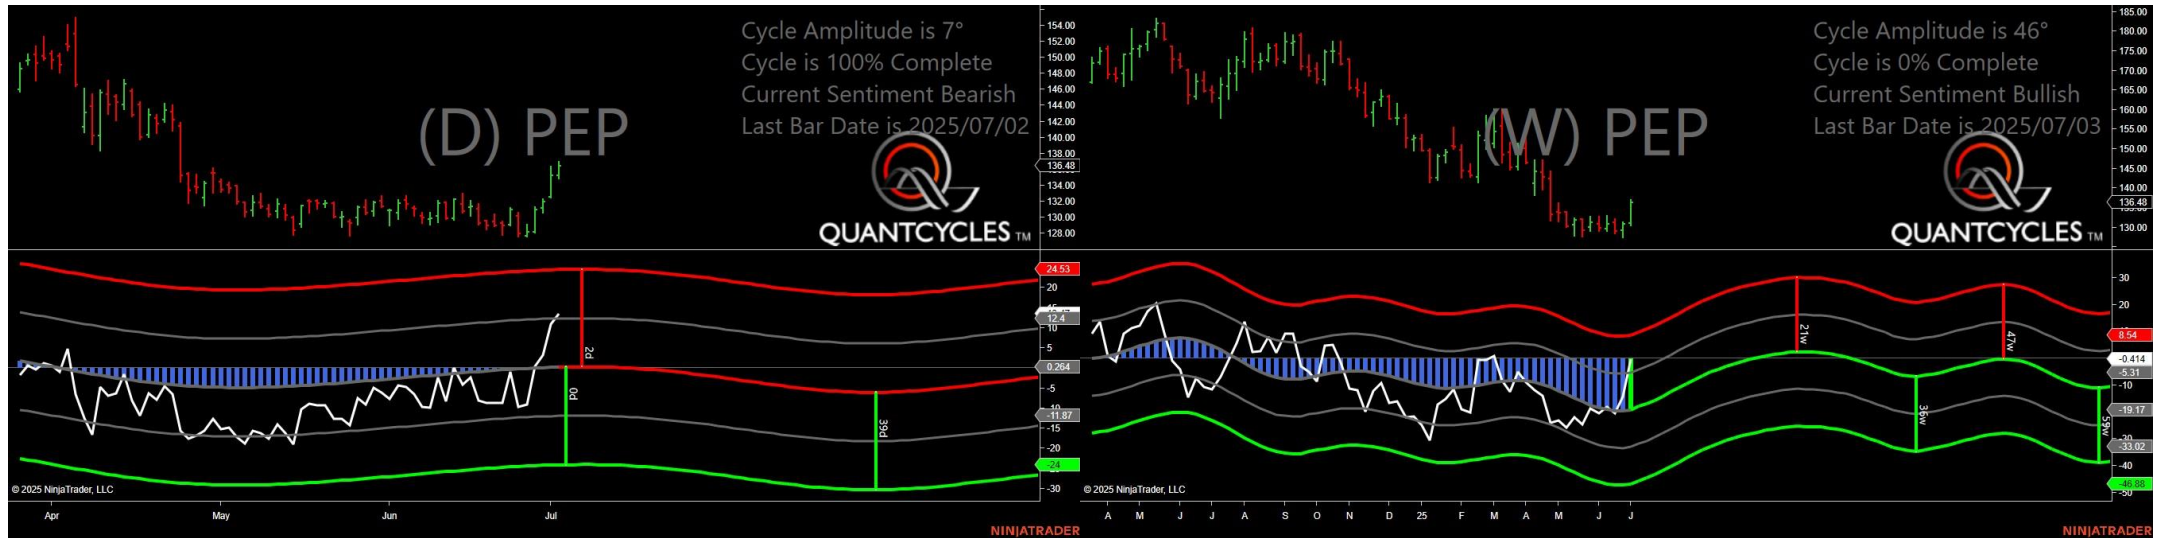 Cycle Amplitude is 7°
Cycle is 100% Complete
Current Sentiment Bearish
Last Bar Date is 2025/07/02
(D) PEP
QUANTCYCLES TM
154.00
152.00
150.00
148.00
146.00
144.00
142.00
140.00
138.00
136.48
134.00
132.00
130.00
128.00
24.53
20
12.4
10
5
0.264
-5
-11.87
-15
-20
-24
-30
2d
0d
39d
© 2025 NinjaTrader, LLC
Apr May Jun Jul
NINJATRADER
Cycle Amplitude is 46°
Cycle is 0% Complete
Current Sentiment Bullish
Last Bar Date is 2025/07/03
(W) PEP
QUANTCYCLES TM
185.00
180.00
175.00
170.00
165.00
160.00
155.00
150.00
145.00
140.00
136.48
130.00
30
20
8.54
-0.414
-5.31
-10
-19.17
-33.02
-40
-46.88
-50
21w
47w
36w
59w
© 2025 NinjaTrader, LLC
A M J J A S O N D 25 F M A M J J
NINJATRADER